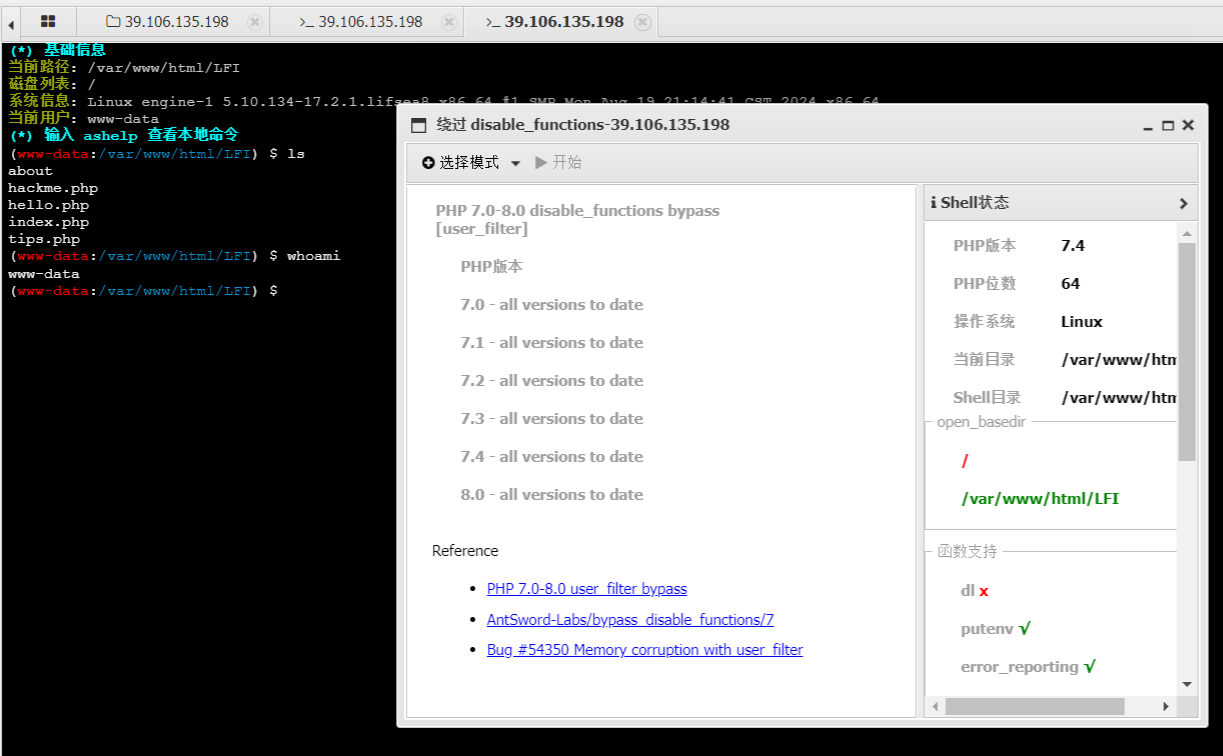 39.106.135.198
>_ 39.106.135.198
>_ 39.106.135.198
(*) 基础信息
当前路径: /var/www/html/LFI
磁盘列表: /
系统信息: Linux engine-1 5.10.134-17.2.1.lifsea8.x86_64 #1 SMP Mon Aug 19 21:14:41 CST 2024 x86_64
当前用户: www-data
(*) 输入 ashelp 查看本地命令
(www-data:/var/www/html/LFI) $ ls
about
hackme.php
hello.php
index.php
tips.php
(www-data:/var/www/html/LFI) $ whoami
www-data
(www-data:/var/www/html/LFI) $
绕过 disable_functions-39.106.135.198
选择模式
开始
PHP 7.0-8.0 disable_functions bypass
[user_filter]
PHP版本
7.0 - all versions to date
7.1 - all versions to date
7.2 - all versions to date
7.3 - all versions to date
7.4 - all versions to date
8.0 - all versions to date
Reference
• PHP 7.0-8.0 user_filter bypass
• AntSword-Labs/bypass_disable_functions/7
• Bug #54350 Memory corruption with user_filter
Shell状态
PHP版本 7.4
PHP位数 64
操作系统 Linux
当前目录 /var/www/htm
Shell目录 /var/www/htm
open_basedir
/
/var/www/html/LFI
函数支持
dl x
putenv √
error_reporting √